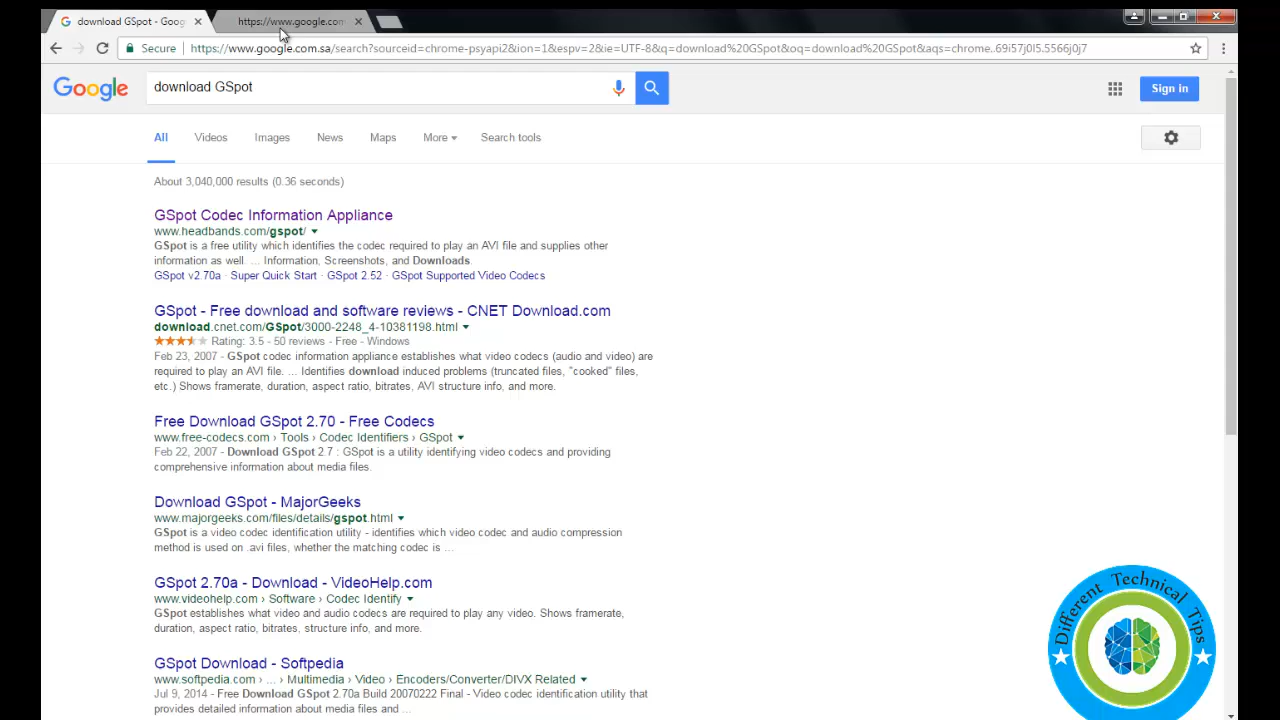 download GSpot - Goog
https://www.google.com
Secure
https://www.google.com.sa/search?sourceid=chrome-psyapi2&ion=1&espv=2&ie=UTF-8&q=download%20GSpot&oq=download%20GSpot&aqs=chrome..69i57j0l5.5566j0j7
Google
download GSpot
Sign in
All Videos Images News Maps More Search tools
About 3,040,000 results (0.36 seconds)
GSpot Codec Information Appliance
www.headbands.com/gspot/
GSpot is a free utility which identifies the codec required to play an AVI file and supplies other
information as well. ... Information, Screenshots, and Downloads.
GSpot v2.70a · Super Quick Start · GSpot 2.52 · GSpot Supported Video Codecs
GSpot - Free download and software reviews - CNET Download.com
download.cnet.com/GSpot/3000-2248_4-10381198.html
Rating: 3.5 - 50 reviews - Free - Windows
Feb 23, 2007 - GSpot codec information appliance establishes what video codecs (audio and video) are
required to play an AVI file. ... Identifies download induced problems (truncated files, "cooked" files,
etc.) Shows framerate, duration, aspect ratio, bitrates, AVI structure info, and more.
Free Download GSpot 2.70 - Free Codecs
www.free-codecs.com › Tools › Codec Identifiers › GSpot
Feb 22, 2007 - Download GSpot 2.7 : GSpot is a utility identifying video codecs and providing
comprehensive information about media files.
Download GSpot - MajorGeeks
www.majorgeeks.com/files/details/gspot.html
GSpot is a video codec identification utility - identifies which video codec and audio compression
method is used on .avi files, whether the matching codec is ...
GSpot 2.70a - Download - VideoHelp.com
www.videohelp.com › Software › Codec Identify
GSpot establishes what video and audio codecs are required to play any video. Shows framerate,
duration, aspect ratio, bitrates, structure info, and more.
GSpot Download - Softpedia
www.softpedia.com › ... › Multimedia › Video › Encoders/Converter/DIVX Related
Jul 9, 2014 - Free Download GSpot 2.70a Build 20070222 Final - Video codec identification utility that
provides detailed information about media files and ...
Different Technical Tips